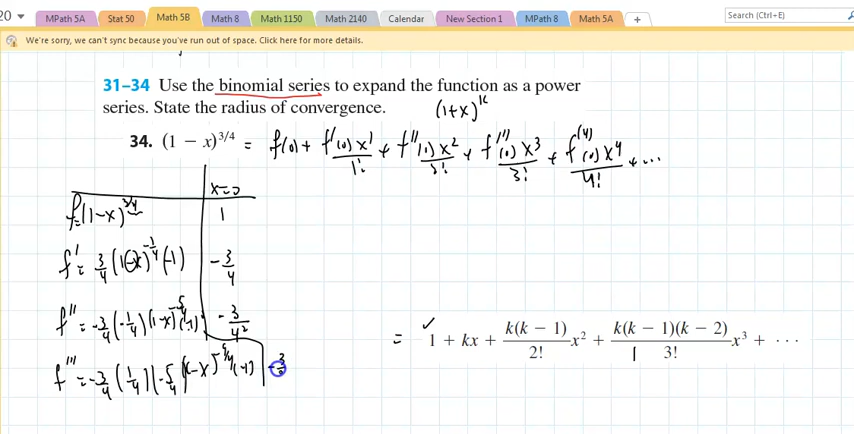 20 MPath 5A Stat 50 Math 5B Math 8 Math 1150 Math 2140 Calendar New Section 1 MPath 8 Math 5A + Search (Ctrl+E)
We're sorry, we can't sync because you've run out of space. Click here for more details.
31–34 Use the binomial series to expand the function as a power
series. State the radius of convergence.
(1+x)^k
34. (1 − x)^{3/4} = f(0) + f'(0)x^1/1! + f''(0)x^2/2! + f'''(0)x^3/3! + f^{(4)}(0)x^4/4! + ...
x=0
f=(1-x)^{3/4} 1
f' = 3/4 (1-x)^{-1/4} (-1) -3/4
f'' = -3/4 (-1/4) (1-x)^{-5/4} (-1) -3/4^2
= 1 + kx + k(k − 1)/2! x^2 + k(k − 1)(k − 2)/3! x^3 + · · ·
f''' = -3/4 (1/4) (-5/4) (1-x)^{-9/4} (-1)